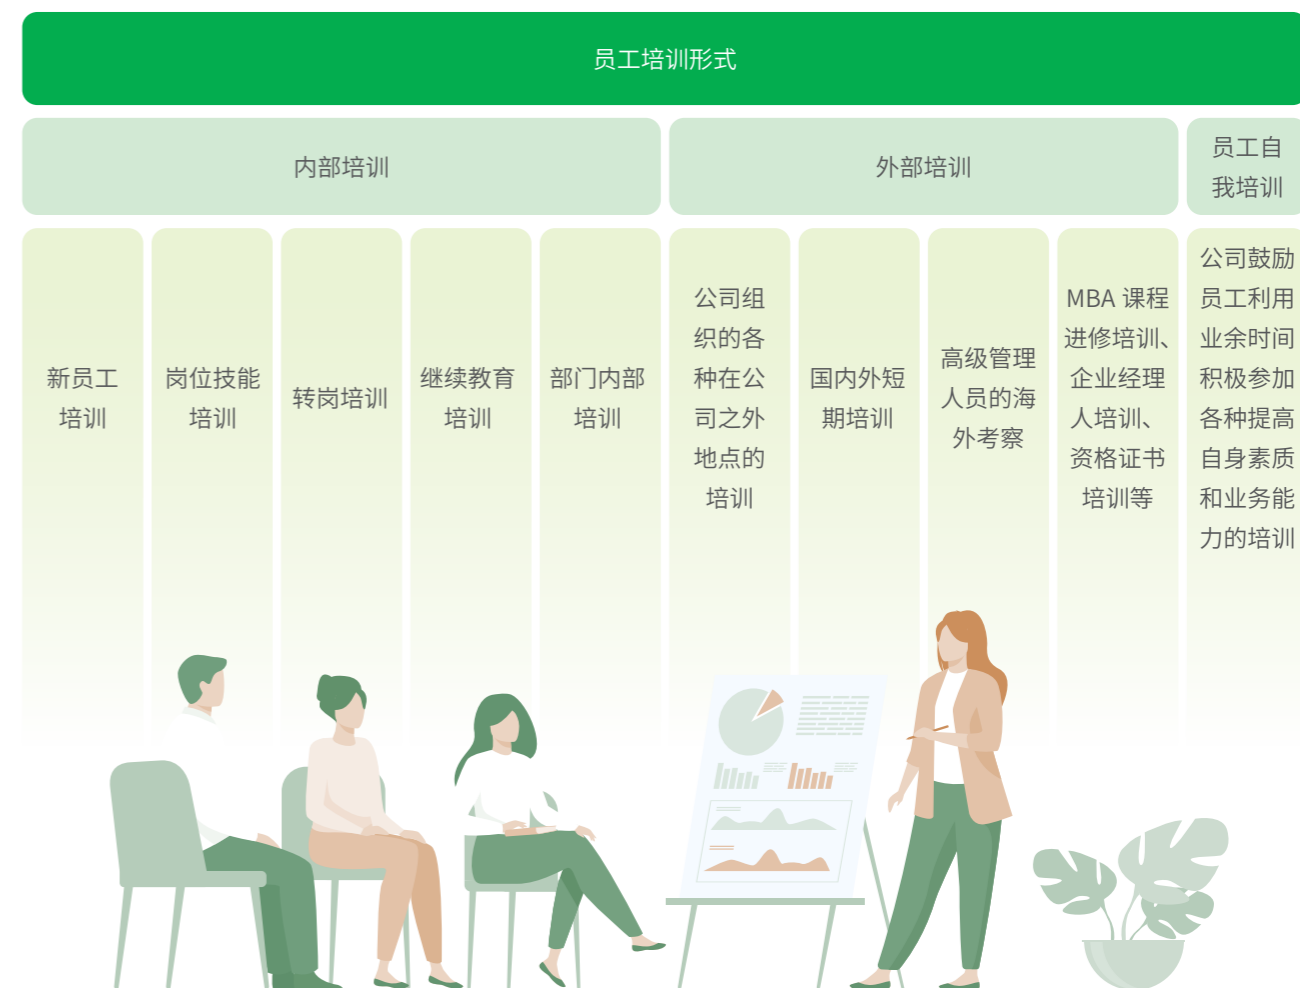 员工培训形式
内部培训
外部培训
员工自
我培训
新员工
培训
岗位技能
培训
转岗培训
继续教育
培训
部门内部
培训
公司组
织的各
种在公
司之外
地点的
培训
国内外短
期培训
高级管理
人员的海
外考察
MBA 课程
进修培训、
企业经理
人培训、
资格证书
培训等
公司鼓励
员工利用
业余时间
积极参加
各种提高
自身素质
和业务能
力的培训